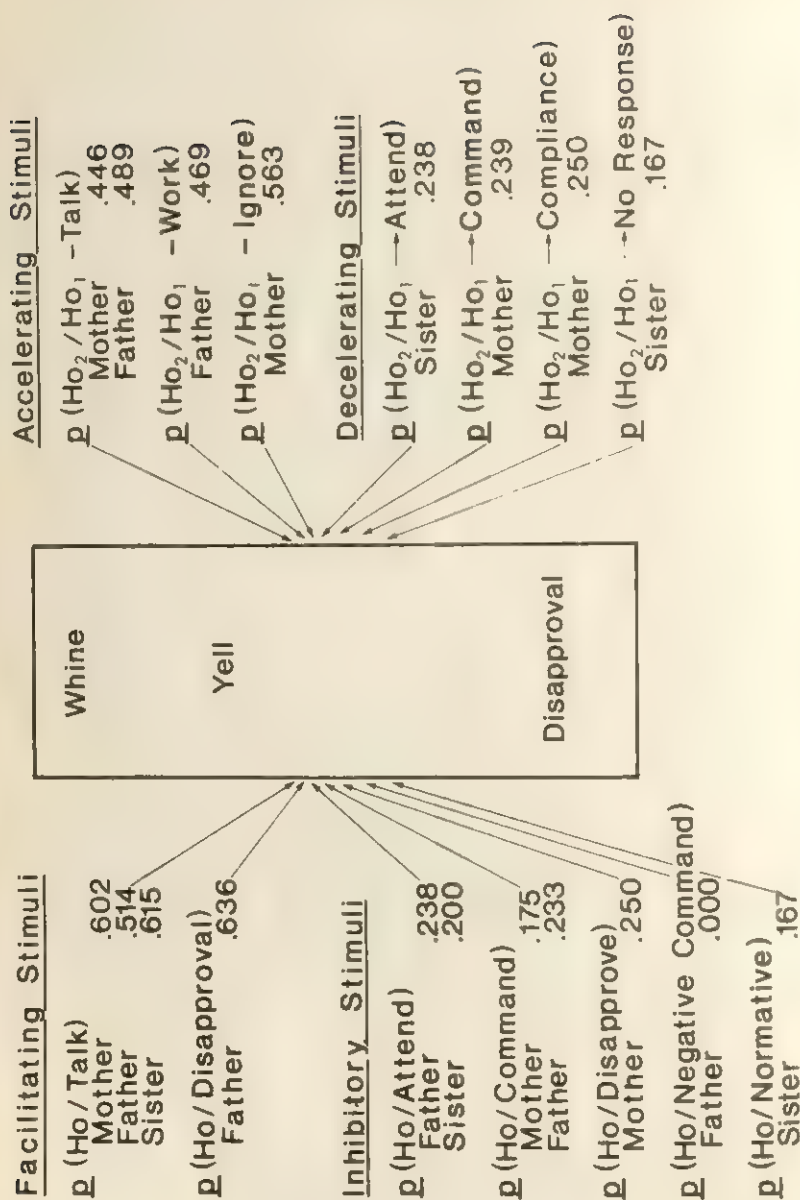 Facilitating Stimuli
p (Ho/Talk)
Mother .602
Father .514
Sister .615
p (Ho/Disapproval)
Father .636
Inhibitory Stimuli
p (Ho/Attend)
Father .238
Sister .200
p (Ho/Command)
Mother .175
Father .233
p (Ho/Disapprove)
Mother .250
p (Ho/Negative Command)
Father .000
p (Ho/Normative)
Sister .167
Whine
Yell
Disapproval
Accelerating Stimuli
p (Ho₂/Ho₁ –Talk)
Mother .446
Father .489
p (Ho₂/Ho₁ –Work)
Father .469
p (Ho₂/Ho₁ – Ignore)
Mother .563
Decelerating Stimuli
p (Ho₂/Ho₁ →Attend)
Sister .238
p (Ho₂/Ho₁ →Command)
Mother .239
p (Ho₂/Ho₁ →Compliance)
Mother .250
p (Ho₂/Ho₁ →No Response)
Sister .167